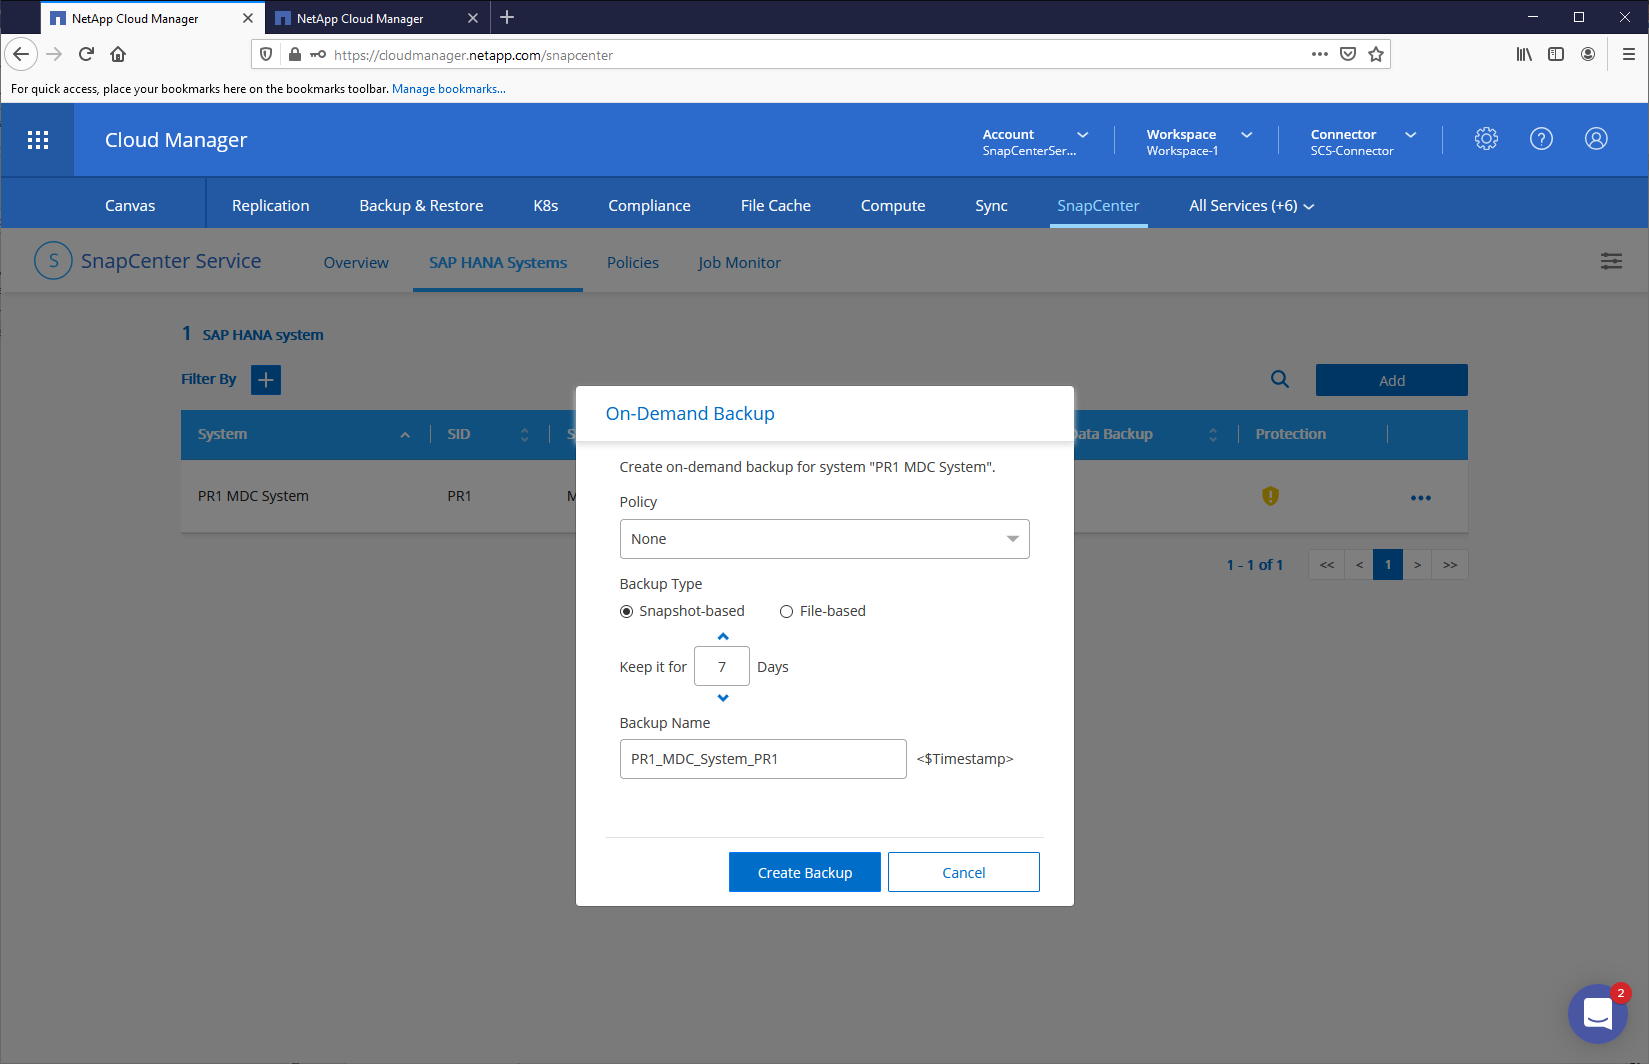 NetApp Cloud Manager
NetApp Cloud Manager
https://cloudmanager.netapp.com/snapcenter
For quick access, place your bookmarks here on the bookmarks toolbar. Manage bookmarks...
Cloud Manager
Account
SnapCenterSer...
Workspace
Workspace-1
Connector
SCS-Connector
Canvas Replication Backup & Restore K8s Compliance File Cache Compute Sync SnapCenter All Services (+6)
S SnapCenter Service Overview SAP HANA Systems Policies Job Monitor
1 SAP HANA system
Filter By
Add
System SID S Data Backup Protection
PR1 MDC System PR1 M
1 - 1 of 1 << < 1 > >>
On-Demand Backup
Create on-demand backup for system "PR1 MDC System".
Policy
None
Backup Type
Snapshot-based File-based
Keep it for 7 Days
Backup Name
PR1_MDC_System_PR1 <$Timestamp>
Create Backup Cancel
2